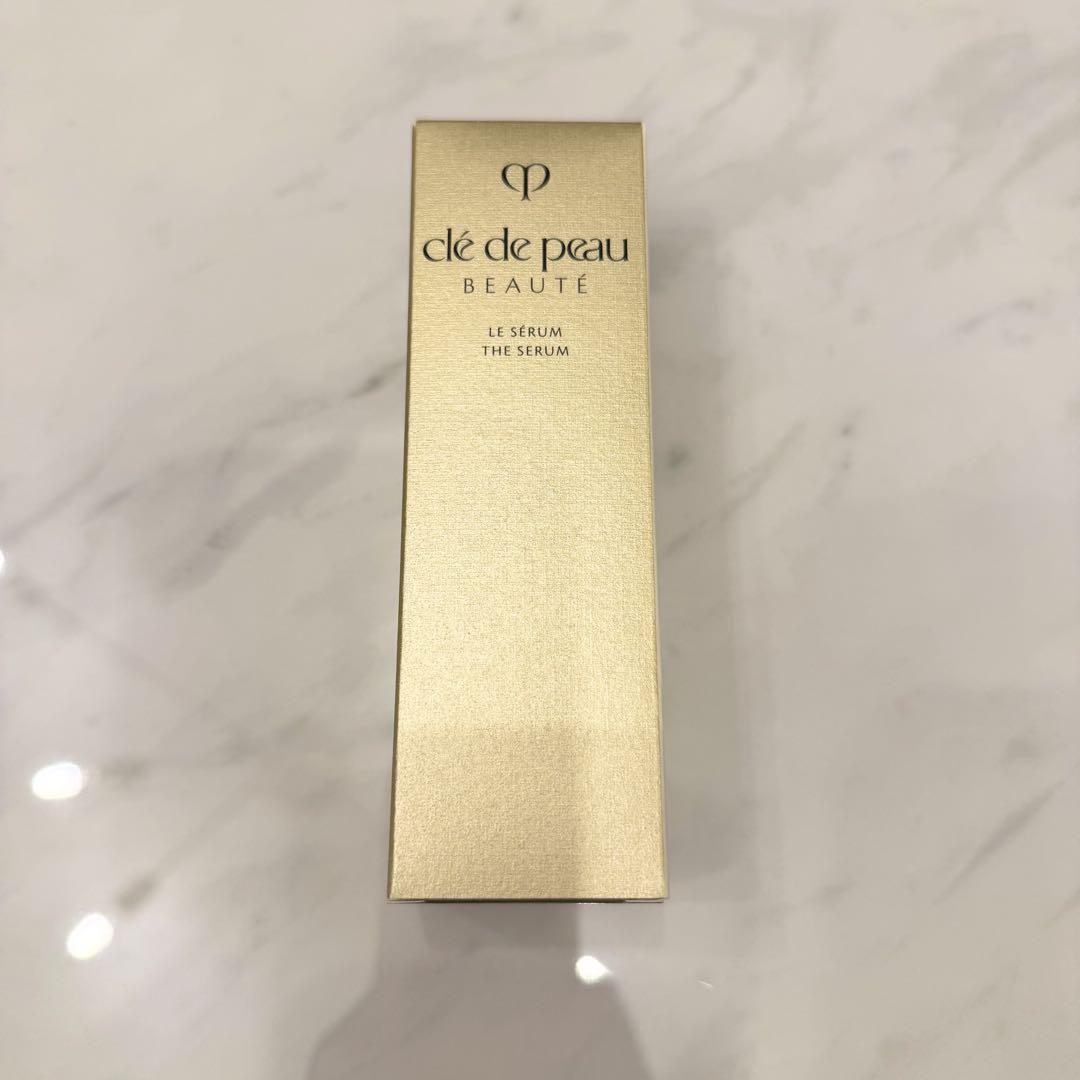 clé de peau
BEAUTÉ
LE SÉRUM
THE SERUM